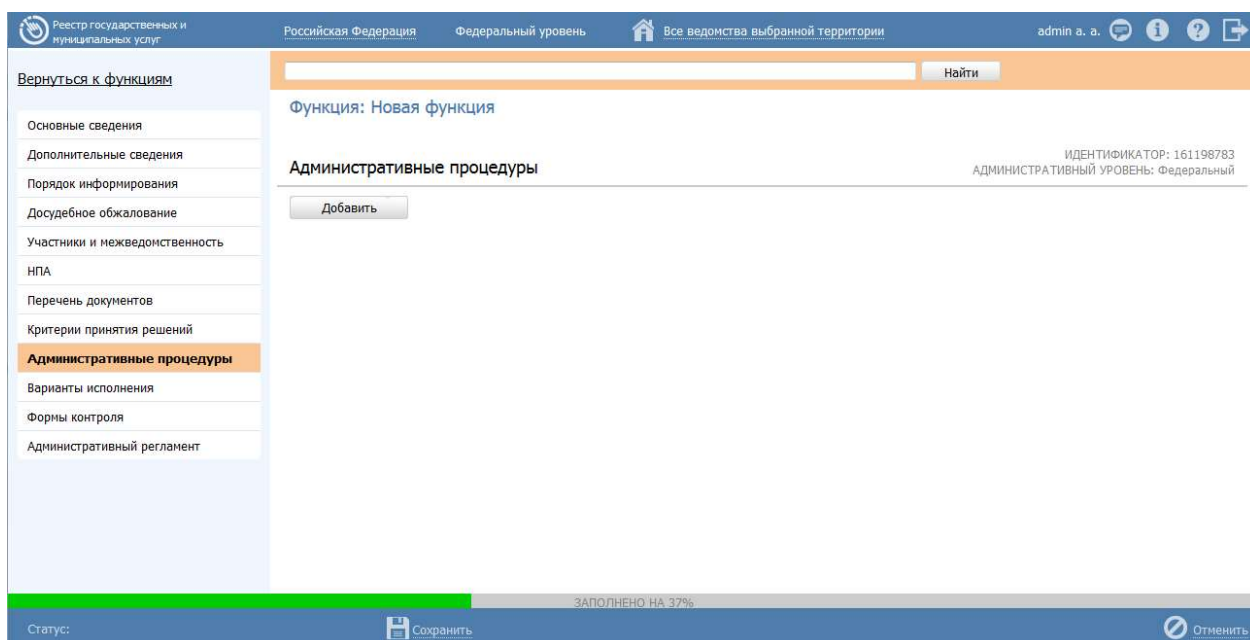 Реестр государственных и
муниципальных услуг
Российская Федерация Федеральный уровень Все ведомства выбранной территории admin a. a.
Вернуться к функциям
Найти
Функция: Новая функция
Основные сведения
Дополнительные сведения
Порядок информирования
Досудебное обжалование
Участники и межведомственность
НПА
Перечень документов
Критерии принятия решений
Административные процедуры
Варианты исполнения
Формы контроля
Административный регламент
Административные процедуры
ИДЕНТИФИКАТОР: 161198783
АДМИНИСТРАТИВНЫЙ УРОВЕНЬ: Федеральный
Добавить
ЗАПОЛНЕНО НА 37%
Статус: Сохранить Отменить